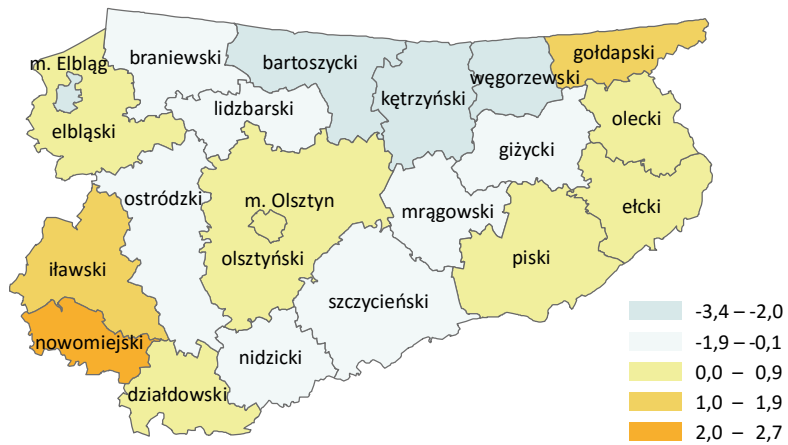 braniewski
bartoszycki
gołdapski
m. Elbląg
węgorzewski
kętrzyński
lidzbarski
olecki
elbląski
giżycki
ostródzki
m. Olsztyn
mrągowski
ełcki
olsztyński
piski
iławski
szczycieński
nowomiejski
nidzicki
działdowski
-3,4 – -2,0
-1,9 – -0,1
0,0 – 0,9
1,0 – 1,9
2,0 – 2,7